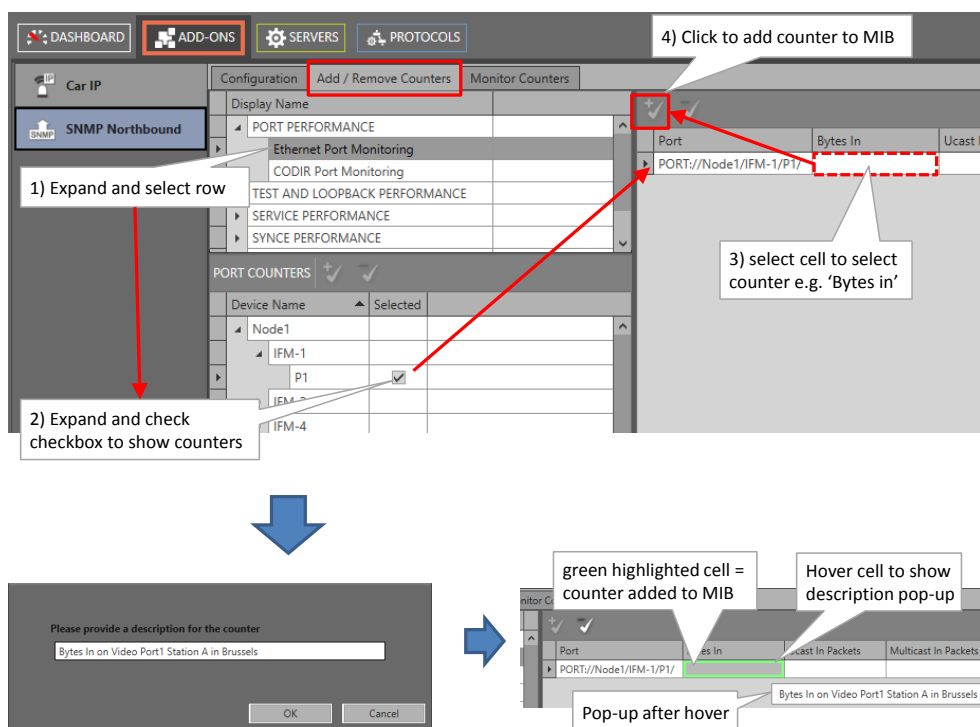 DASHBOARD
ADD-ONS
SERVERS
PROTOCOLS
4) Click to add counter to MIB
IP
Car IP
SNMP
SNMP Northbound
Configuration
Add / Remove Counters
Monitor Counters
Display Name
PORT PERFORMANCE
Ethernet Port Monitoring
CODIR Port Monitoring
TEST AND LOOPBACK PERFORMANCE
SERVICE PERFORMANCE
SYNCE PERFORMANCE
1) Expand and select row
Port
Bytes In
Ucast
PORT://Node1/IFM-1/P1/
3) select cell to select
counter e.g. ‘Bytes in’
PORT COUNTERS
Device Name
Selected
Node1
IFM-1
P1
IFM-4
2) Expand and check
checkbox to show counters
Please provide a description for the counter
Bytes In on Video Port1 Station A in Brussels
OK
Cancel
green highlighted cell =
counter added to MIB
Hover cell to show
description pop-up
Port
In
Ucast In Packets
Multicast In Packets
PORT://Node1/IFM-1/P1/
Bytes In on Video Port1 Station A in Brussels
Pop-up after hover